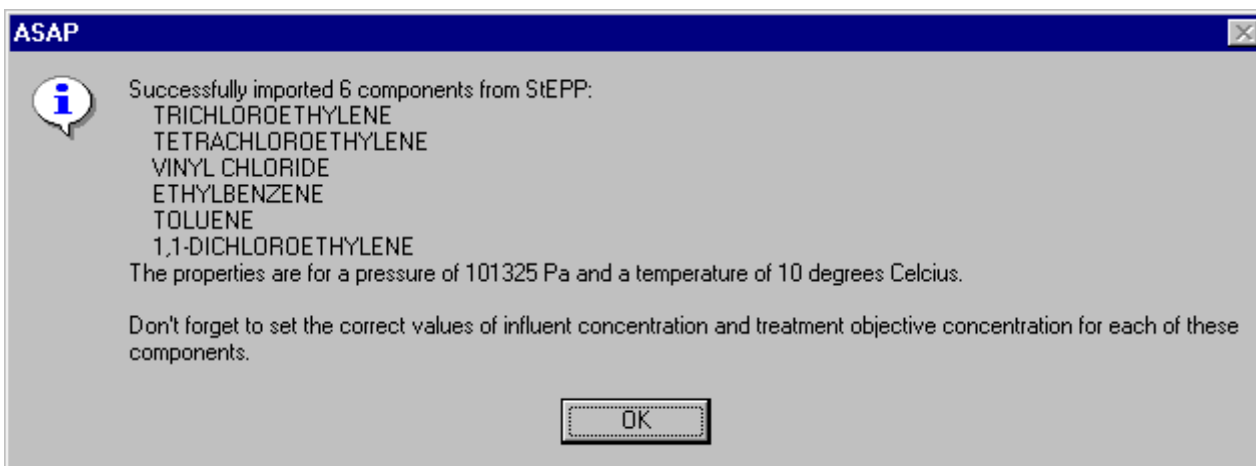 ASAP
Successfully imported 6 components from StEPP:
TRICHLOROETHYLENE
TETRACHLOROETHYLENE
VINYL CHLORIDE
ETHYLBENZENE
TOLUENE
1,1-DICHLOROETHYLENE
The properties are for a pressure of 101325 Pa and a temperature of 10 degrees Celcius.
Don't forget to set the correct values of influent concentration and treatment objective concentration for each of these
components.
OK